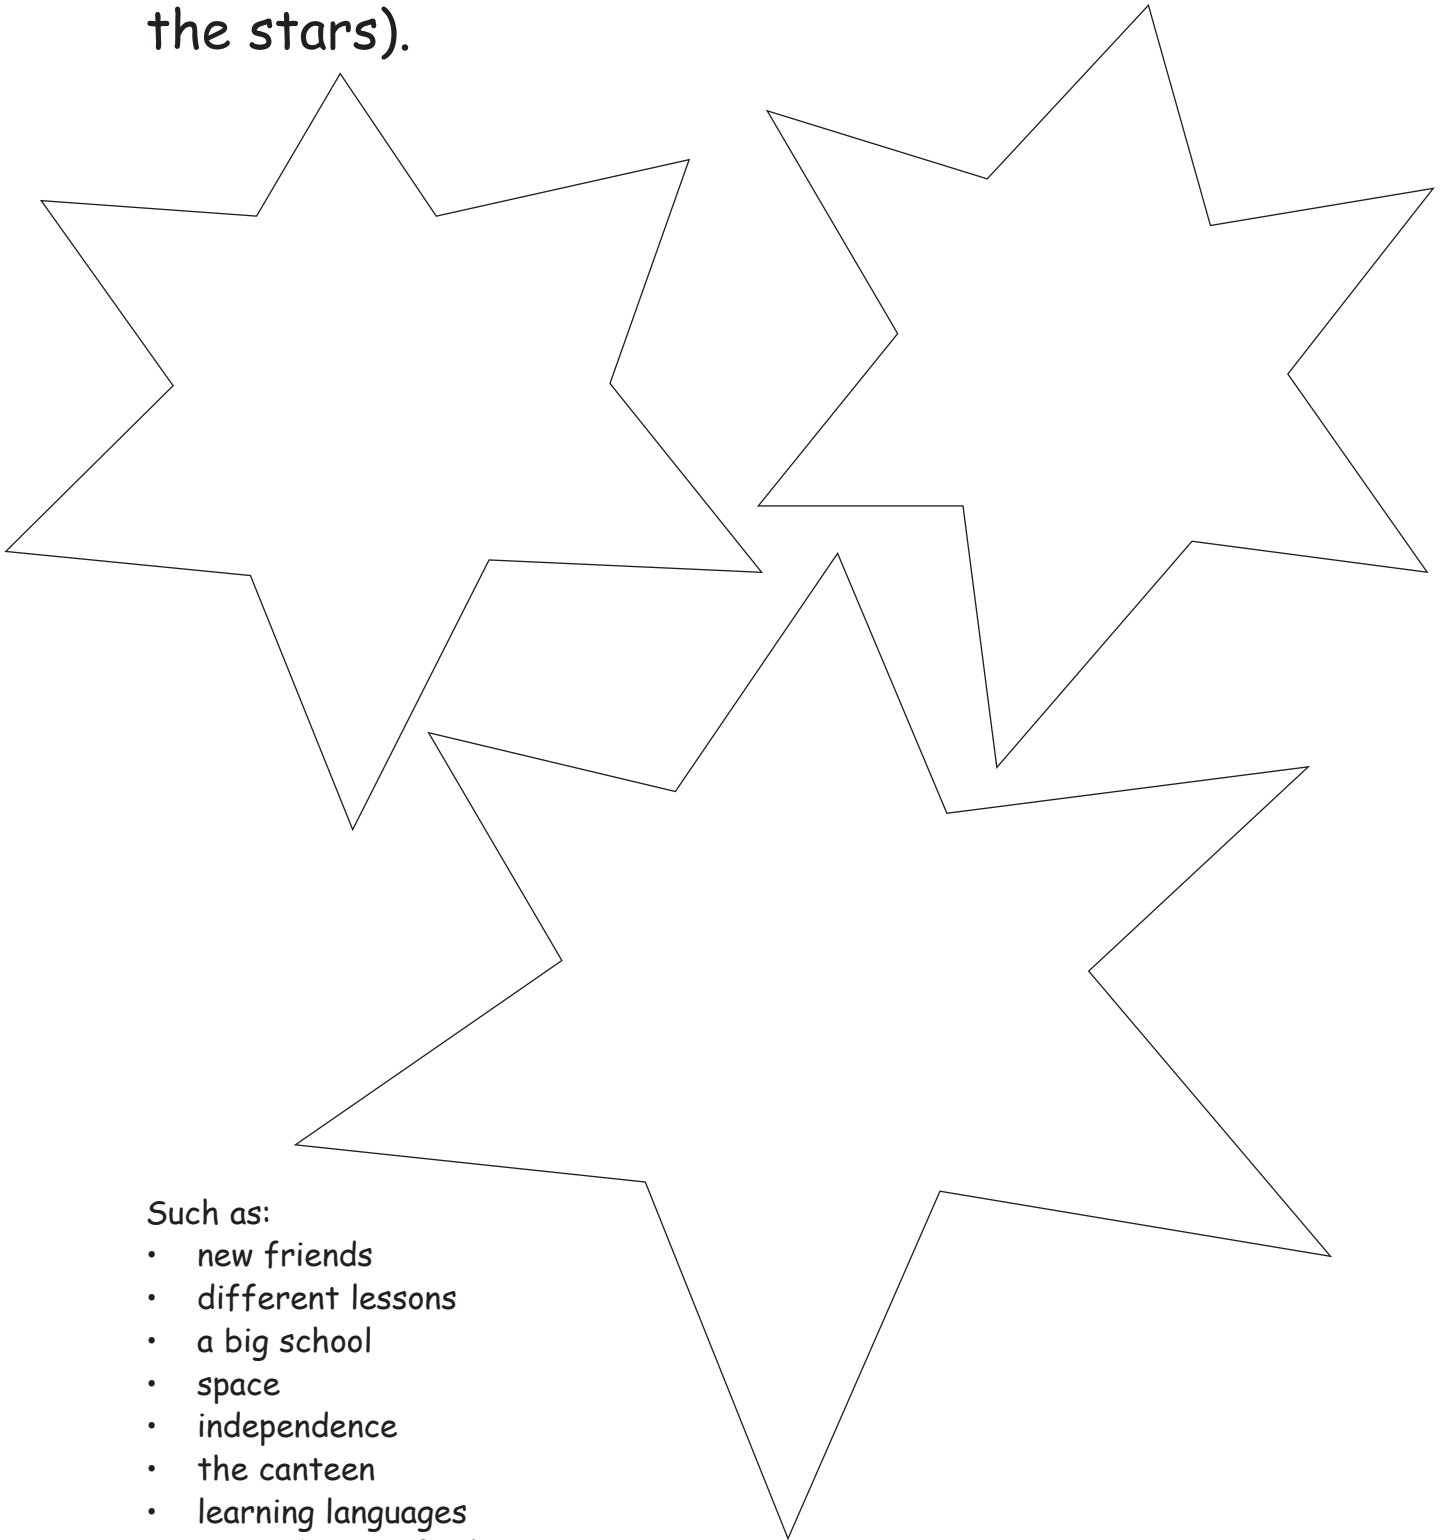 the stars).
Such as:
• new friends
• different lessons
• a big school
• space
• independence
• the canteen
• learning languages